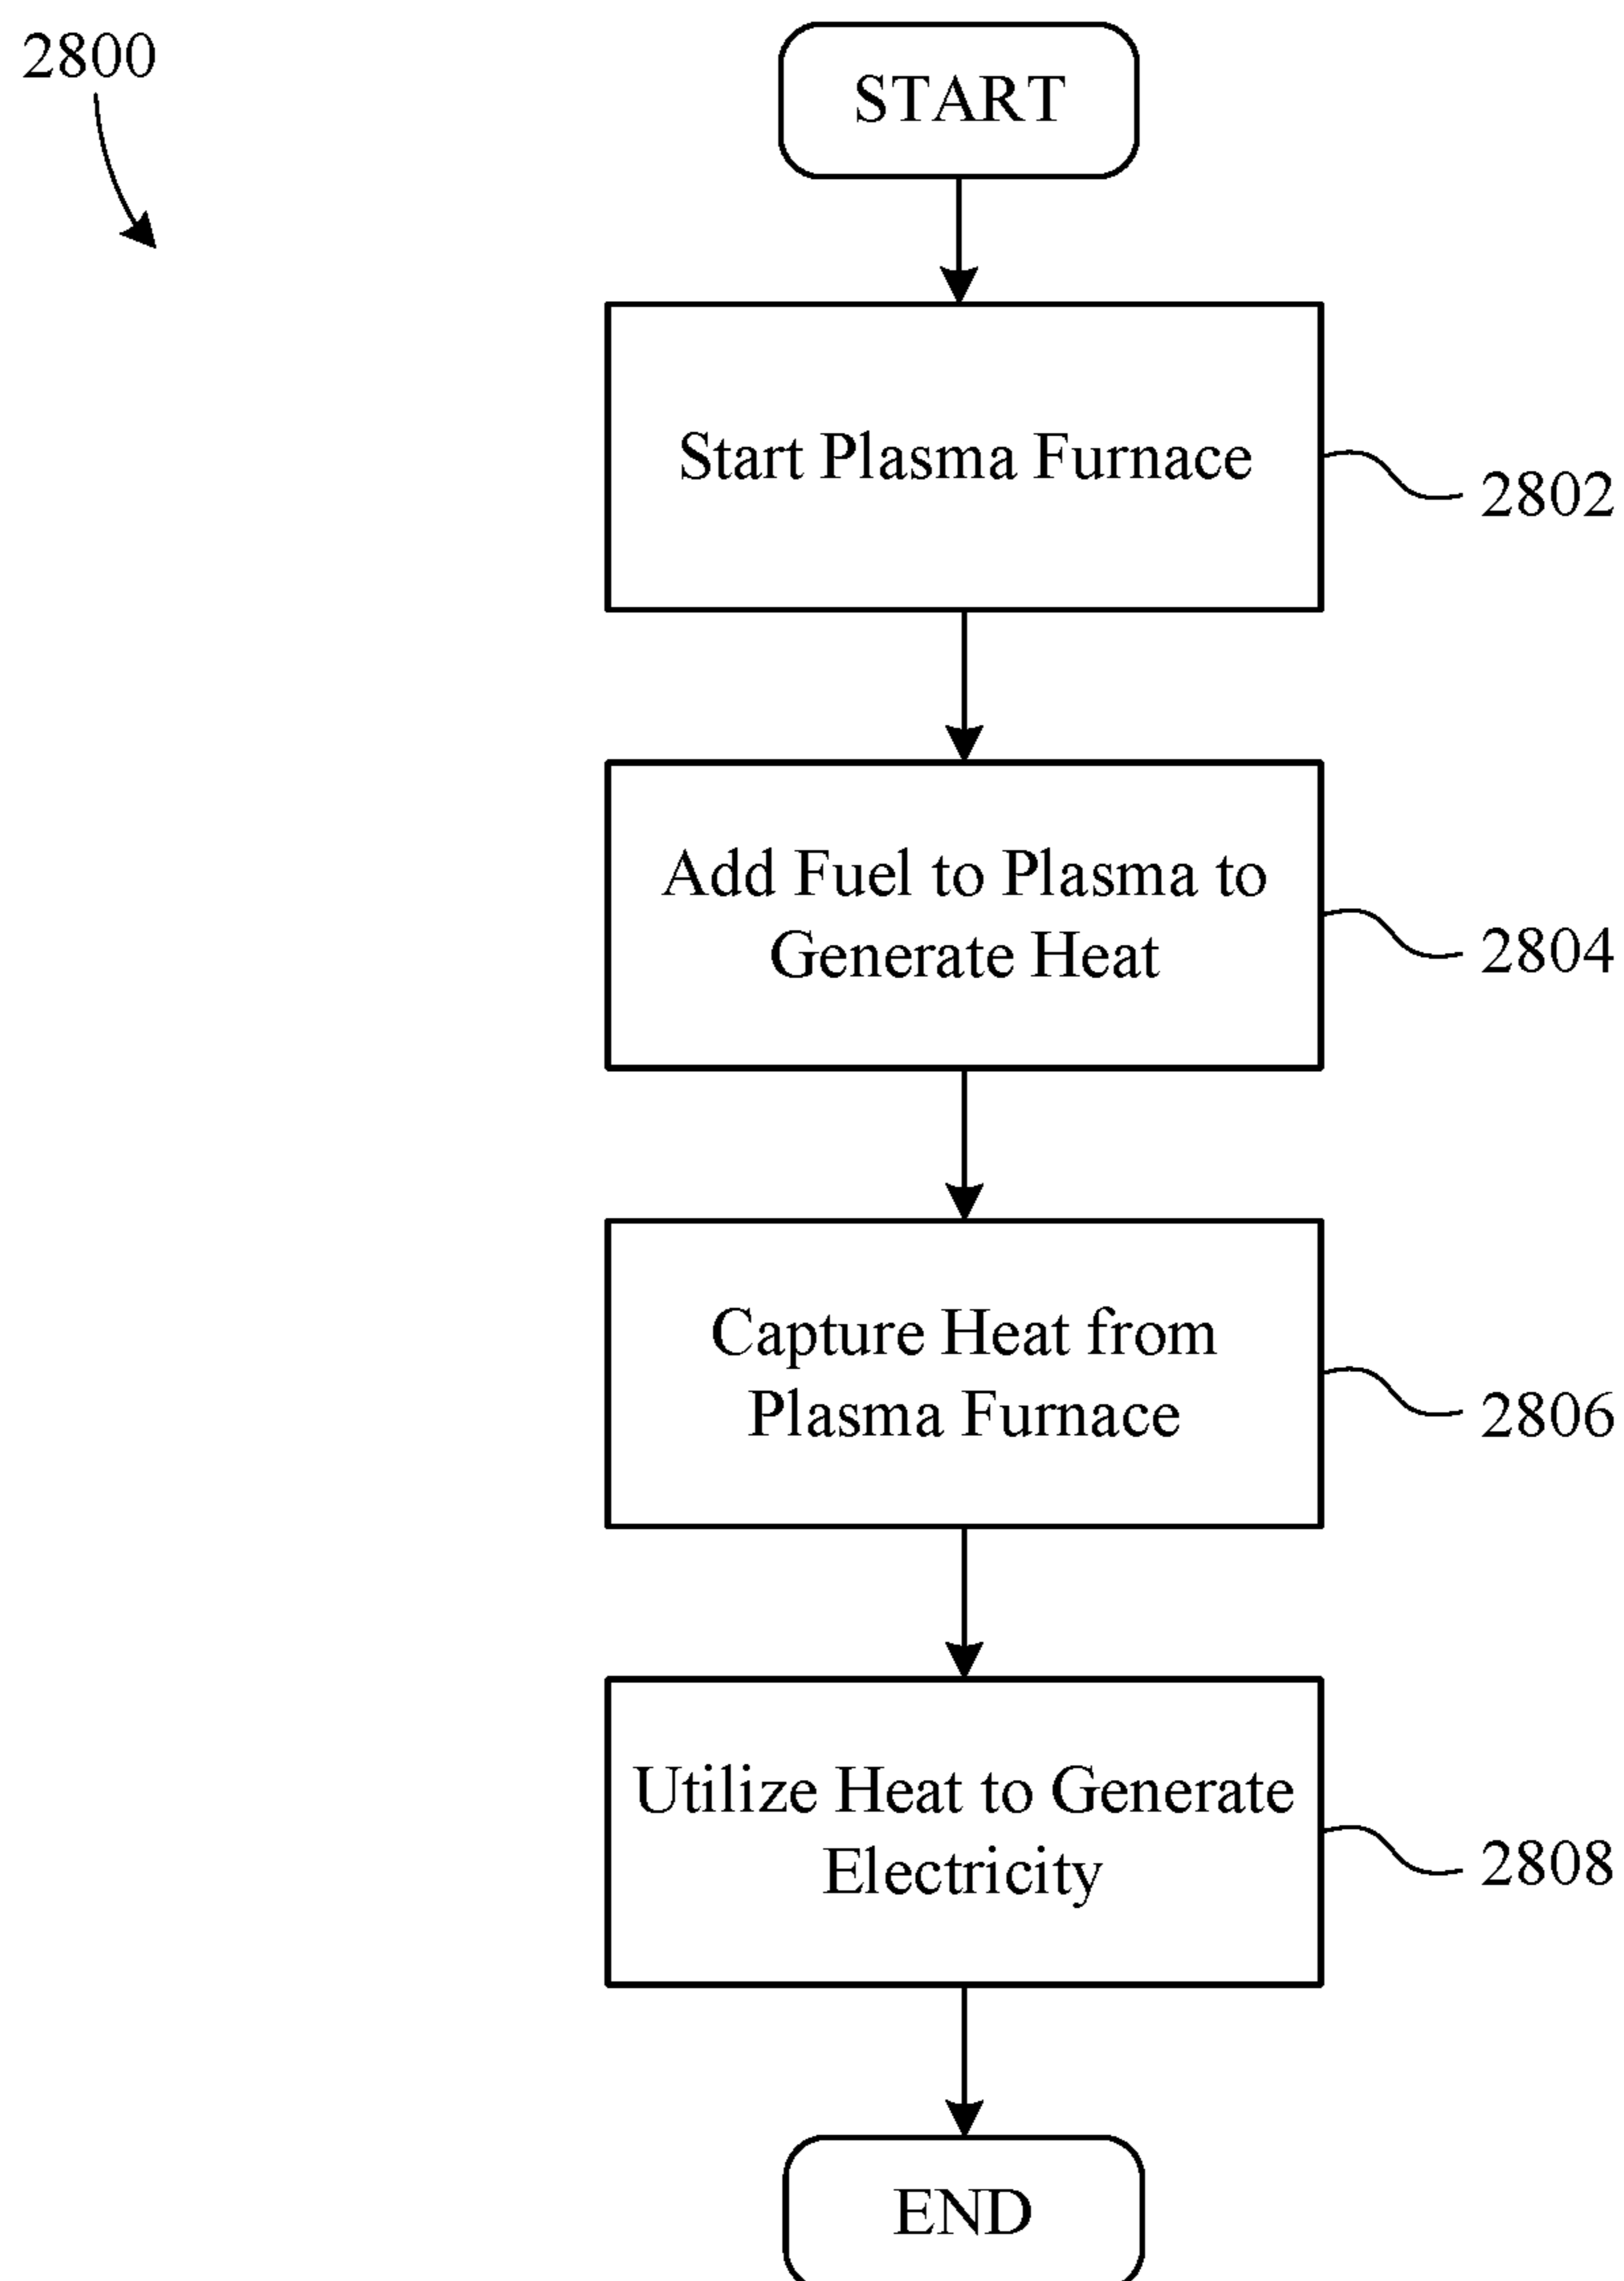 2800
START
Start Plasma Furnace
2802
Add Fuel to Plasma to
Generate Heat
2804
Capture Heat from
Plasma Furnace
2806
Utilize Heat to Generate
Electricity
2808
END